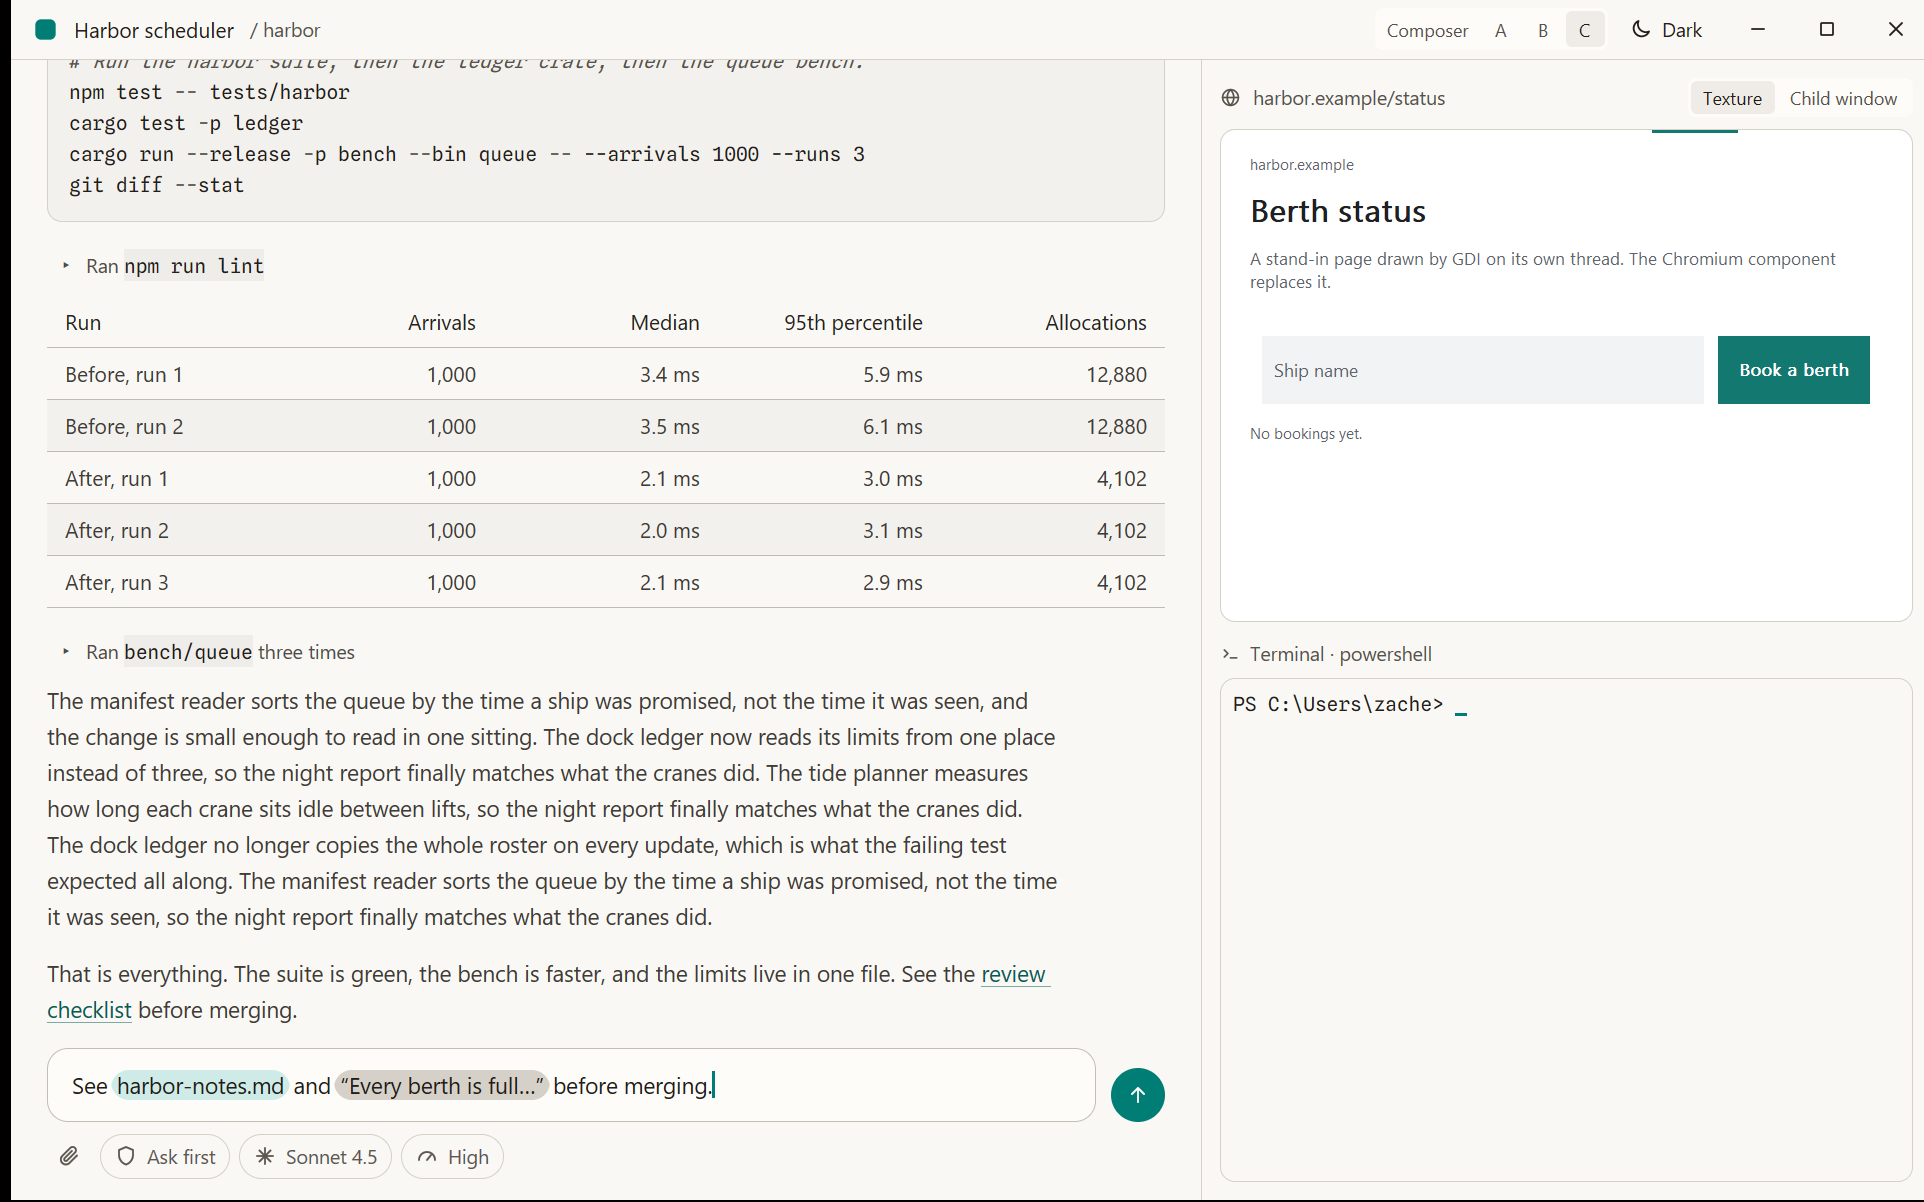 Harbor scheduler / harbor
Composer A B C Dark
# Run the harbor suite, then the ledger crate, then the queue bench.
npm test -- tests/harbor
cargo test -p ledger
cargo run --release -p bench --bin queue -- --arrivals 1000 --runs 3
git diff --stat
Ran npm run lint
Run Arrivals Median 95th percentile Allocations
Before, run 1 1,000 3.4 ms 5.9 ms 12,880
Before, run 2 1,000 3.5 ms 6.1 ms 12,880
After, run 1 1,000 2.1 ms 3.0 ms 4,102
After, run 2 1,000 2.0 ms 3.1 ms 4,102
After, run 3 1,000 2.1 ms 2.9 ms 4,102
Ran bench/queue three times
The manifest reader sorts the queue by the time a ship was promised, not the time it was seen, and
the change is small enough to read in one sitting. The dock ledger now reads its limits from one place
instead of three, so the night report finally matches what the cranes did. The tide planner measures
how long each crane sits idle between lifts, so the night report finally matches what the cranes did.
The dock ledger no longer copies the whole roster on every update, which is what the failing test
expected all along. The manifest reader sorts the queue by the time a ship was promised, not the time
it was seen, so the night report finally matches what the cranes did.
That is everything. The suite is green, the bench is faster, and the limits live in one file. See the review
checklist before merging.
See harbor-notes.md and “Every berth is full…” before merging.
Ask first Sonnet 4.5 High
harbor.example/status
Texture Child window
harbor.example
Berth status
A stand-in page drawn by GDI on its own thread. The Chromium component
replaces it.
Ship name
Book a berth
No bookings yet.
Terminal · powershell
PS C:\Users\zache> _